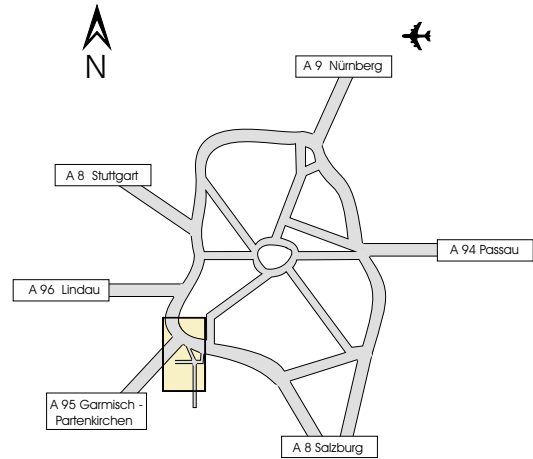 N
A 9 Nürnberg
A 8 Stuttgart
A 94 Passau
A 96 Lindau
A 95 Garmisch -
Partenkirchen
A 8 Salzburg